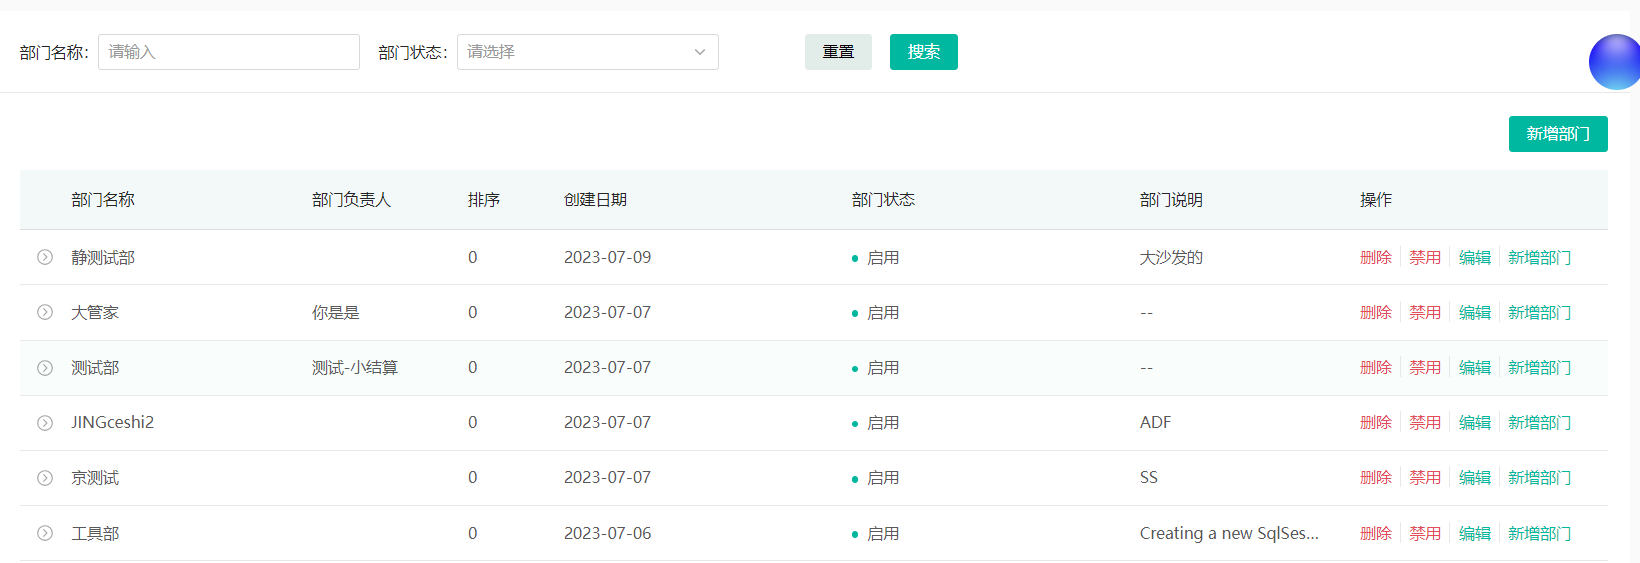 部门名称: 请输入 部门状态: 请选择 重置 搜索
新增部门
部门名称 部门负责人 排序 创建日期 部门状态 部门说明 操作
静测试部 0 2023-07-09 启用 大沙发的 删除 禁用 编辑 新增部门
大管家 你是是 0 2023-07-07 启用 -- 删除 禁用 编辑 新增部门
测试部 测试-小结算 0 2023-07-07 启用 -- 删除 禁用 编辑 新增部门
JINGceshi2 0 2023-07-07 启用 ADF 删除 禁用 编辑 新增部门
京测试 0 2023-07-07 启用 SS 删除 禁用 编辑 新增部门
工具部 0 2023-07-06 启用 Creating a new SqlSes... 删除 禁用 编辑 新增部门